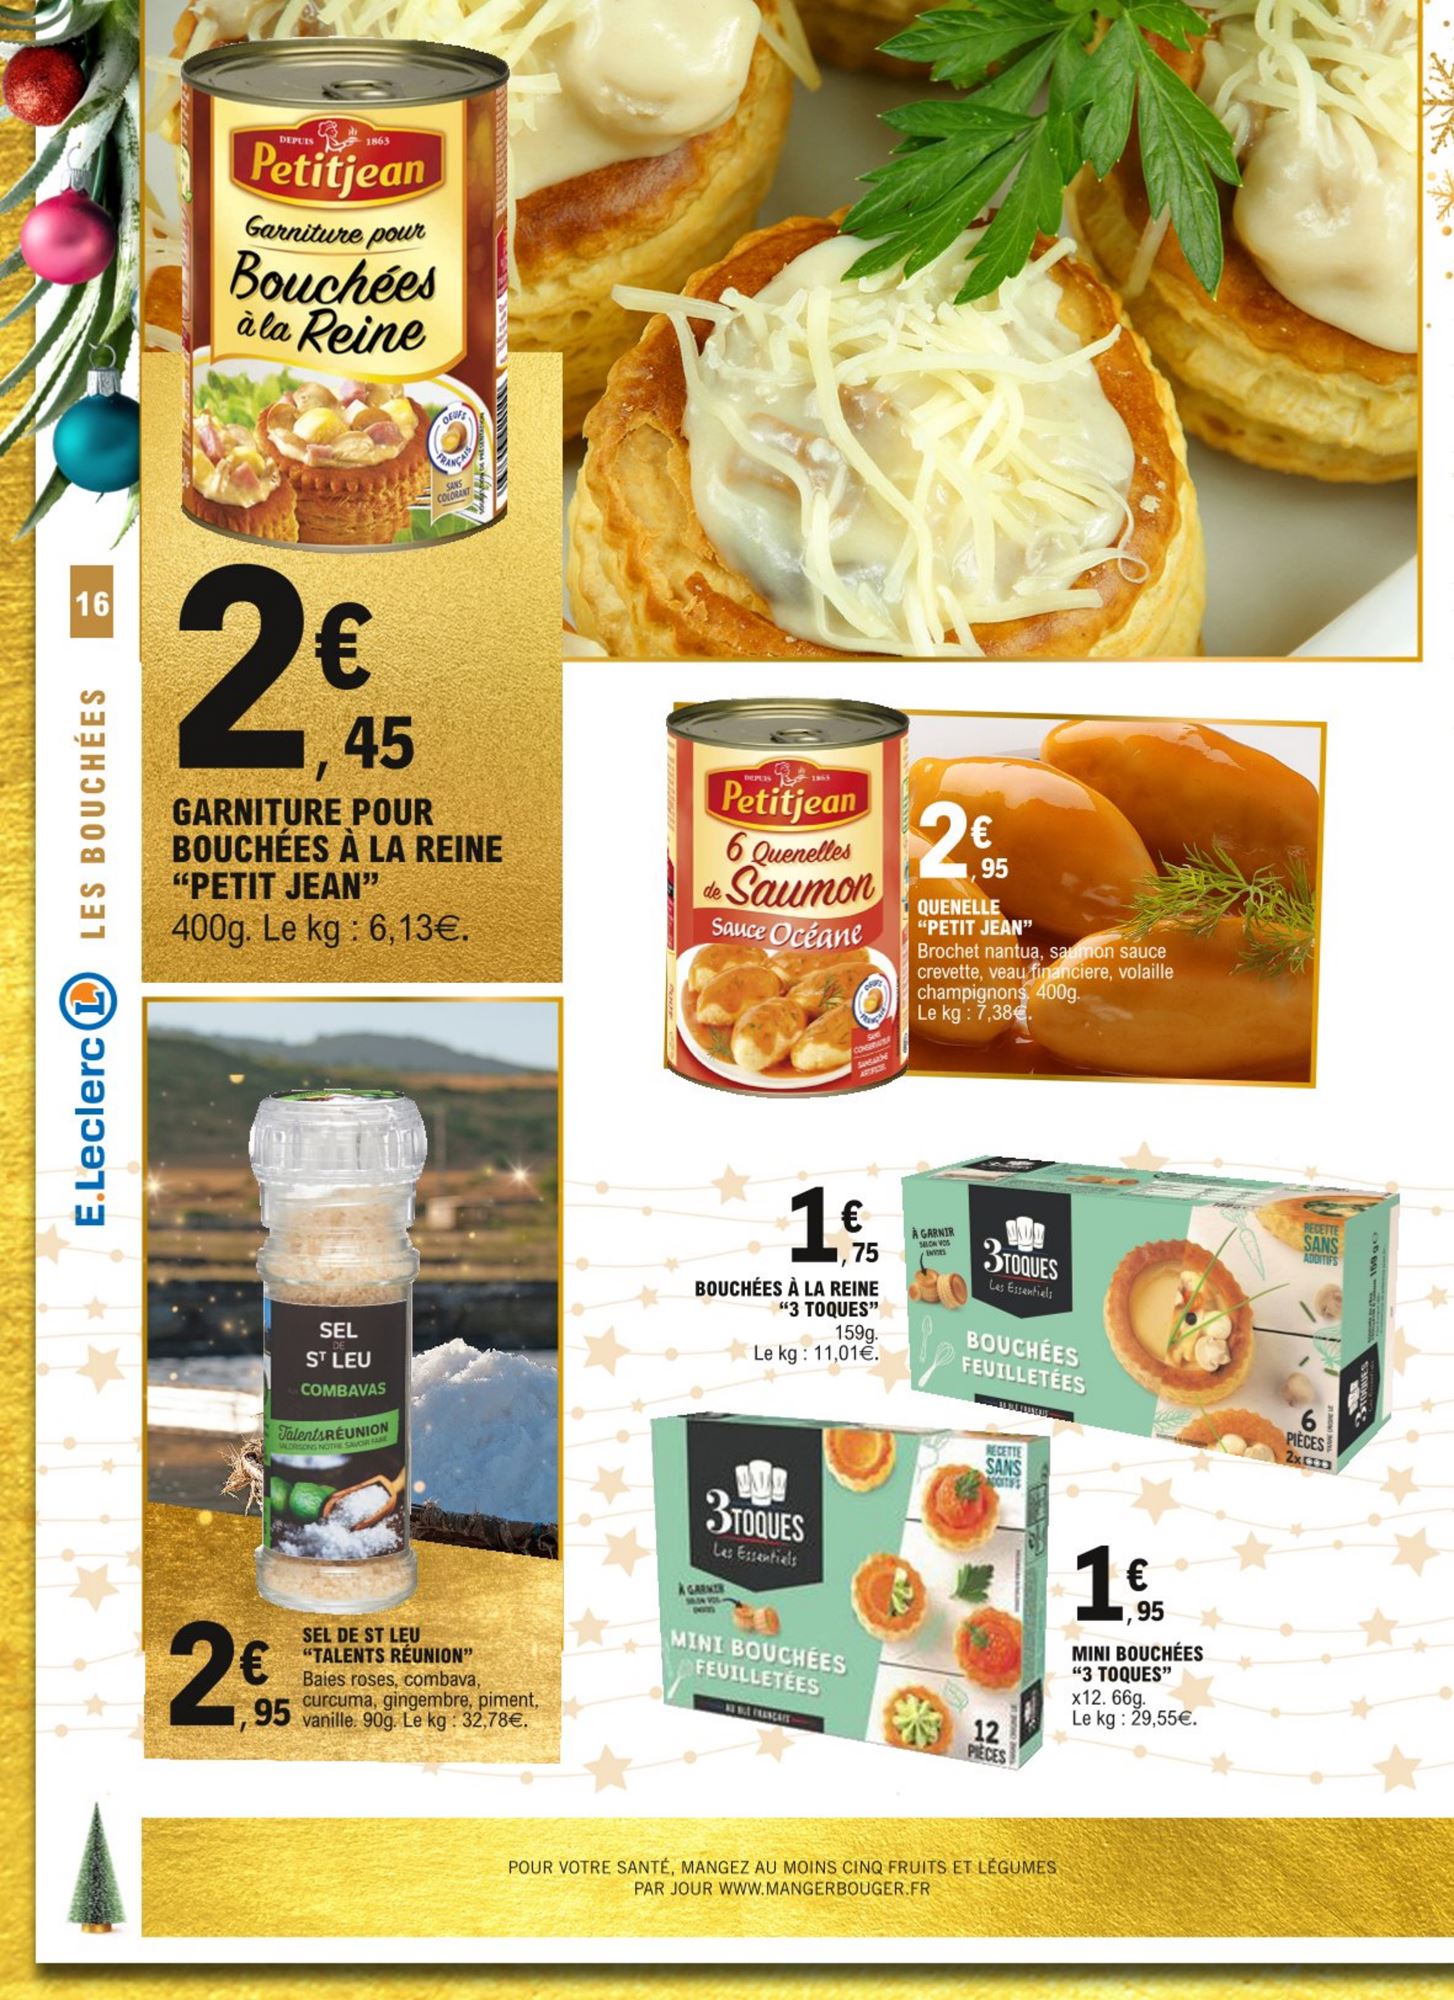 DEPUIS 1863
Petitjean
Garniture pour
Bouchées
à la Reine
OEUFS
FRANÇAIS
SANS
COLORANT
16
LES BOUCHÉES
E.Leclerc L
2€,45
GARNITURE POUR
BOUCHÉES À LA REINE
“PETIT JEAN”
400g. Le kg : 6,13€.
DEPUIS 1863
Petitjean
6 Quenelles
de Saumon
Sauce Océane
2€,95
QUENELLE
“PETIT JEAN”
Brochet nantua, saumon sauce
crevette, veau financiere, volaille
champignons. 400g.
Le kg : 7,38€.
SEL
DE
ST LEU
COMBAVAS
TalentsRÉUNION
VALORISONS NOTRE SAVOIR FAIRE
2€,95
SEL DE ST LEU
“TALENTS RÉUNION”
Baies roses, combava,
curcuma, gingembre, piment,
vanille. 90g. Le kg : 32,78€.
1€,75
BOUCHÉES À LA REINE
“3 TOQUES”
159g.
Le kg : 11,01€.
À GARNIR
SELON VOS
ENVIES
3TOQUES
Les Essentiels
BOUCHÉES
FEUILLETÉES
RECETTE
SANS
ADDITIFS
6
PIÈCES
3TOQUES
Les Essentiels
À GARNIR
SELON VOS
ENVIES
MINI BOUCHÉES
FEUILLETÉES
AU BLÉ FRANÇAIS
RECETTE
SANS
ADDITIFS
12
PIÈCES
1€,95
MINI BOUCHÉES
“3 TOQUES”
x12. 66g.
Le kg : 29,55€.
POUR VOTRE SANTÉ, MANGEZ AU MOINS CINQ FRUITS ET LÉGUMES
PAR JOUR WWW.MANGERBOUGER.FR